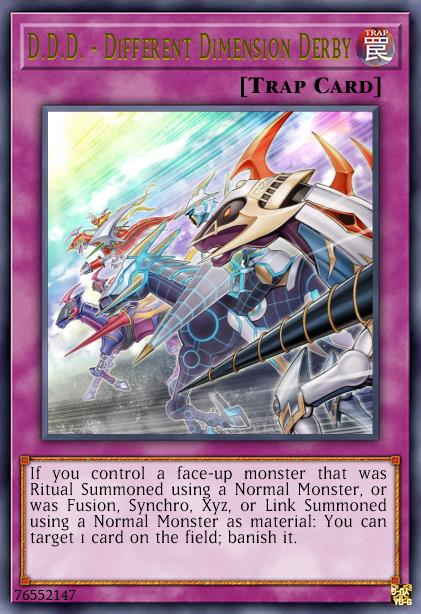 D.D.D. - Different Dimension Derby
TRAP
罠
[Trap Card]
If you control a face-up monster that was
Ritual Summoned using a Normal Monster, or
was Fusion, Synchro, Xyz, or Link Summoned
using a Normal Monster as material: You can
target 1 card on the field; banish it.
76552147